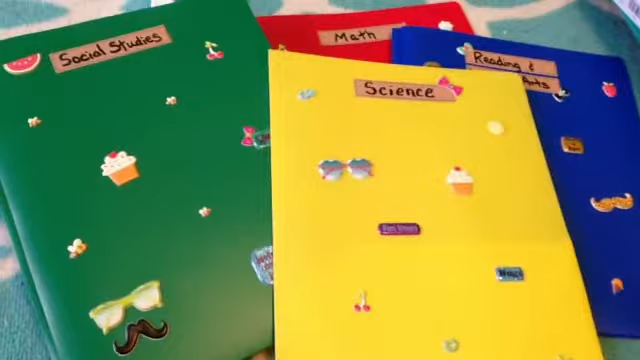 Social Studies
Math
Reading &
Arts
Science